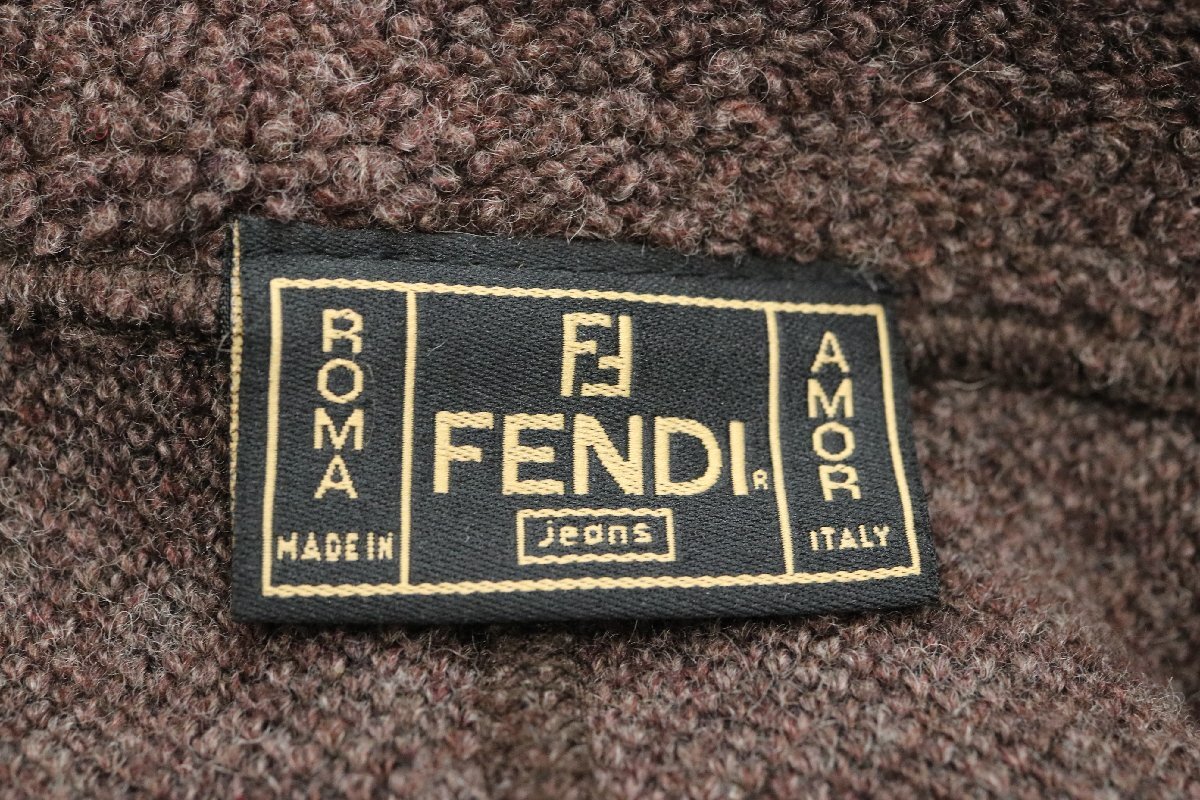 ROMA
MADE IN
FF
FENDI R
jeans
AMOR
ITALY